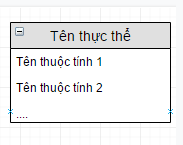 Tên thực thể
Tên thuộc tính 1
Tên thuộc tính 2
....